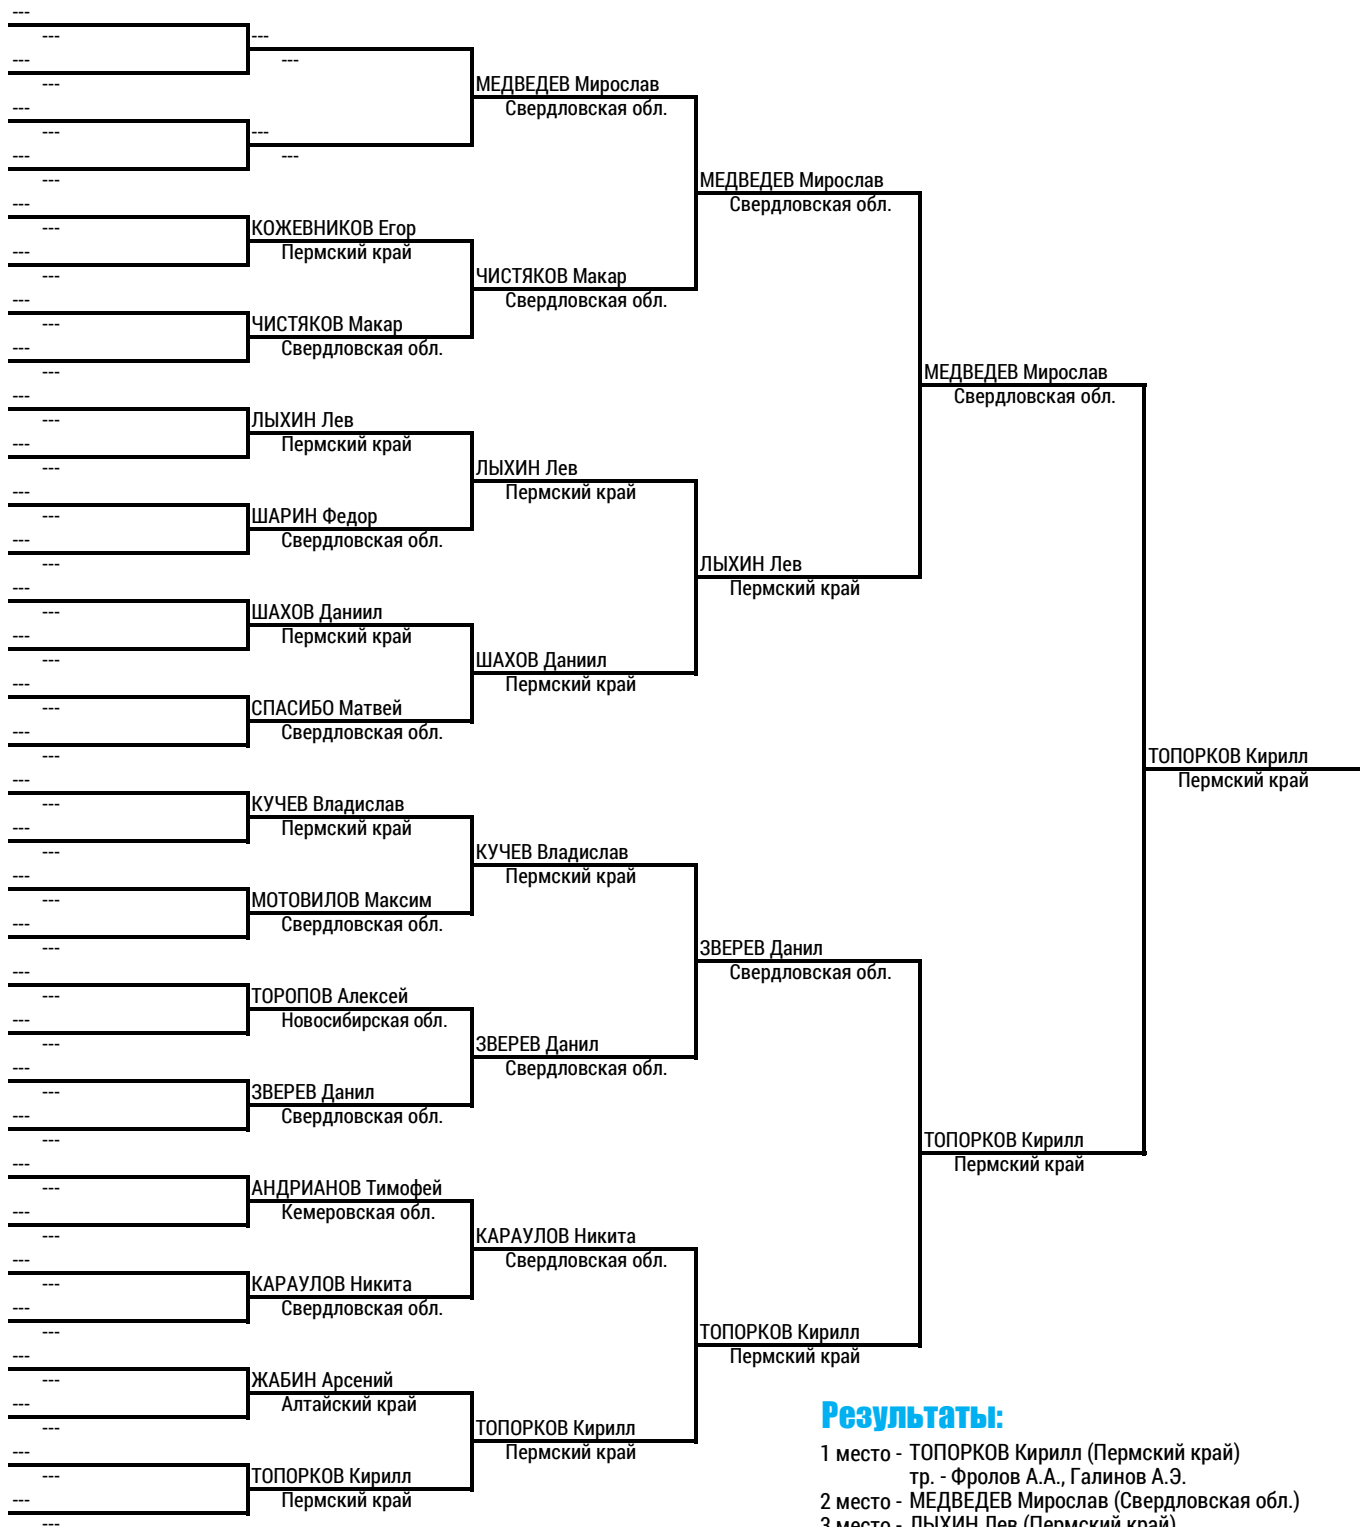 ---
---
---
---
---
---
---
---
МЕДВЕДЕВ Мирослав
---
Свердловская обл.
---
---
---
---
---
МЕДВЕДЕВ Мирослав
---
Свердловская обл.
---
КОЖЕВНИКОВ Егор
---
Пермский край
---
ЧИСТЯКОВ Макар
---
Свердловская обл.
---
ЧИСТЯКОВ Макар
---
Свердловская обл.
---
МЕДВЕДЕВ Мирослав
---
Свердловская обл.
---
ЛЫХИН Лев
---
Пермский край
---
ЛЫХИН Лев
---
Пермский край
---
ШАРИН Федор
---
Свердловская обл.
---
ЛЫХИН Лев
---
Пермский край
---
ШАХОВ Даниил
---
Пермский край
---
ШАХОВ Даниил
---
Пермский край
---
СПАСИБО Матвей
---
Свердловская обл.
---
ТОПОРКОВ Кирилл
---
Пермский край
---
КУЧЕВ Владислав
---
Пермский край
---
КУЧЕВ Владислав
---
Пермский край
---
МОТОВИЛОВ Максим
---
Свердловская обл.
---
ЗВЕРЕВ Данил
---
Свердловская обл.
---
ТОРОПОВ Алексей
---
Новосибирская обл.
---
ЗВЕРЕВ Данил
---
Свердловская обл.
---
ЗВЕРЕВ Данил
---
Свердловская обл.
---
ТОПОРКОВ Кирилл
---
Пермский край
---
АНДРИАНОВ Тимофей
---
Кемеровская обл.
---
КАРАУЛОВ Никита
---
Свердловская обл.
---
КАРАУЛОВ Никита
---
Свердловская обл.
---
ТОПОРКОВ Кирилл
---
Пермский край
---
ЖАБИН Арсений
---
Алтайский край
---
ТОПОРКОВ Кирилл
---
Пермский край
---
ТОПОРКОВ Кирилл
---
Пермский край
---
Результаты:
1 место - ТОПОРКОВ Кирилл (Пермский край)
тр. - Фролов А.А., Галинов А.Э.
2 место - МЕДВЕДЕВ Мирослав (Свердловская обл.)
3 место - ЛЫХИН Лев (Пермский край)